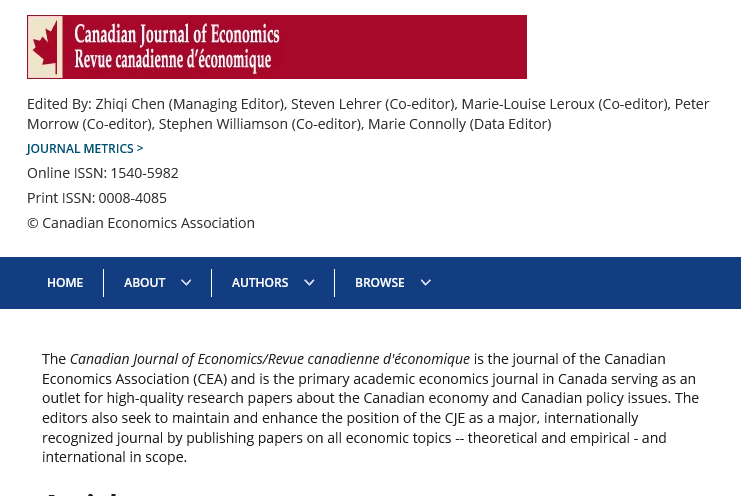 Canadian Journal of Economics
Revue canadienne d'économique
Edited By: Zhiqi Chen (Managing Editor), Steven Lehrer (Co-editor), Marie-Louise Leroux (Co-editor), Peter
Morrow (Co-editor), Stephen Williamson (Co-editor), Marie Connolly (Data Editor)
JOURNAL METRICS >
Online ISSN: 1540-5982
Print ISSN: 0008-4085
© Canadian Economics Association
HOME ABOUT AUTHORS BROWSE
The Canadian Journal of Economics/Revue canadienne d'économique is the journal of the Canadian
Economics Association (CEA) and is the primary academic economics journal in Canada serving as an
outlet for high-quality research papers about the Canadian economy and Canadian policy issues. The
editors also seek to maintain and enhance the position of the CJE as a major, internationally
recognized journal by publishing papers on all economic topics -- theoretical and empirical - and
international in scope.